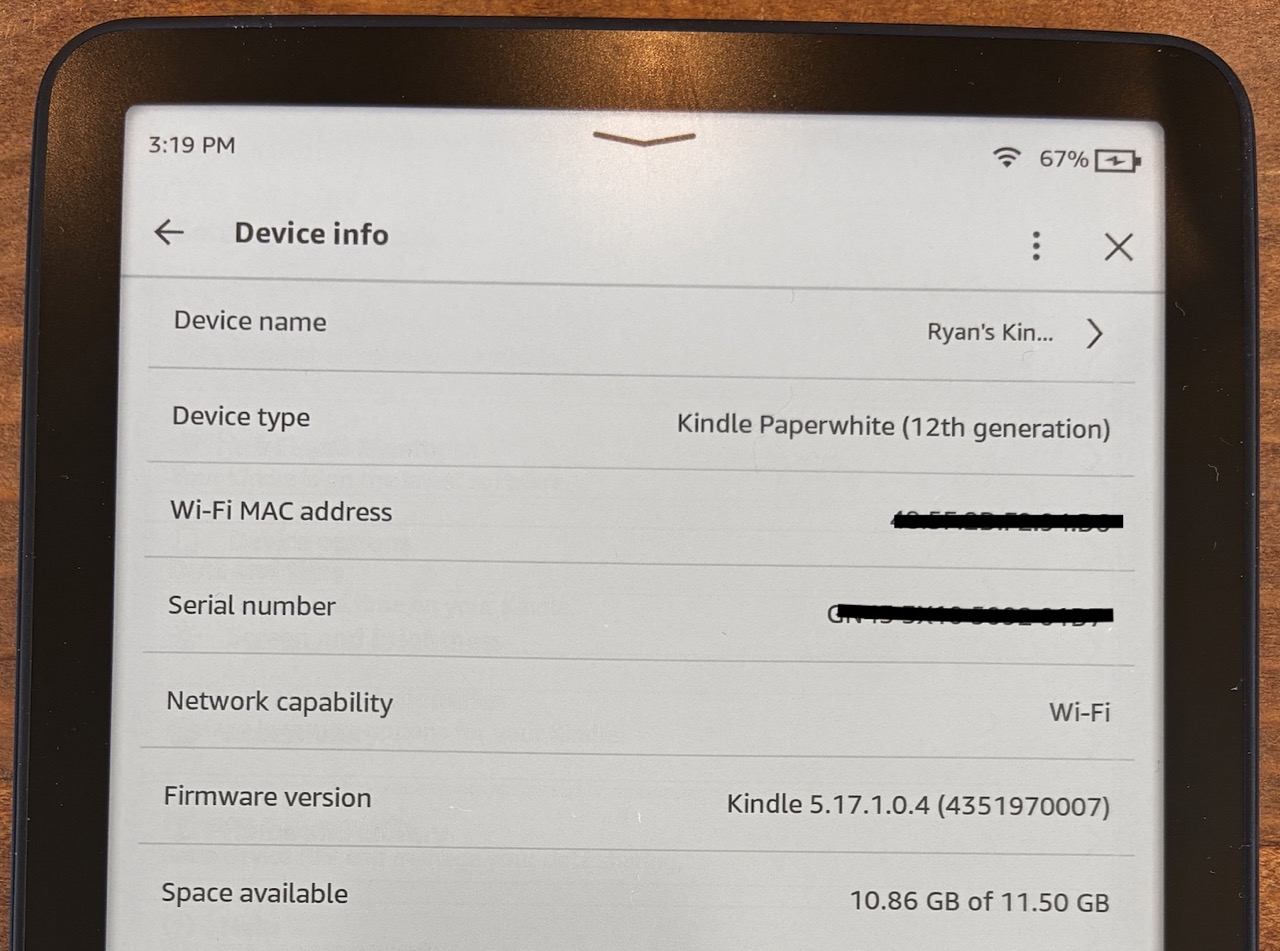 3:19 PM
67%
Device info
Device name Ryan's Kin...
Device type Kindle Paperwhite (12th generation)
Wi-Fi MAC address
Serial number
Network capability Wi-Fi
Firmware version Kindle 5.17.1.0.4 (4351970007)
Space available 10.86 GB of 11.50 GB